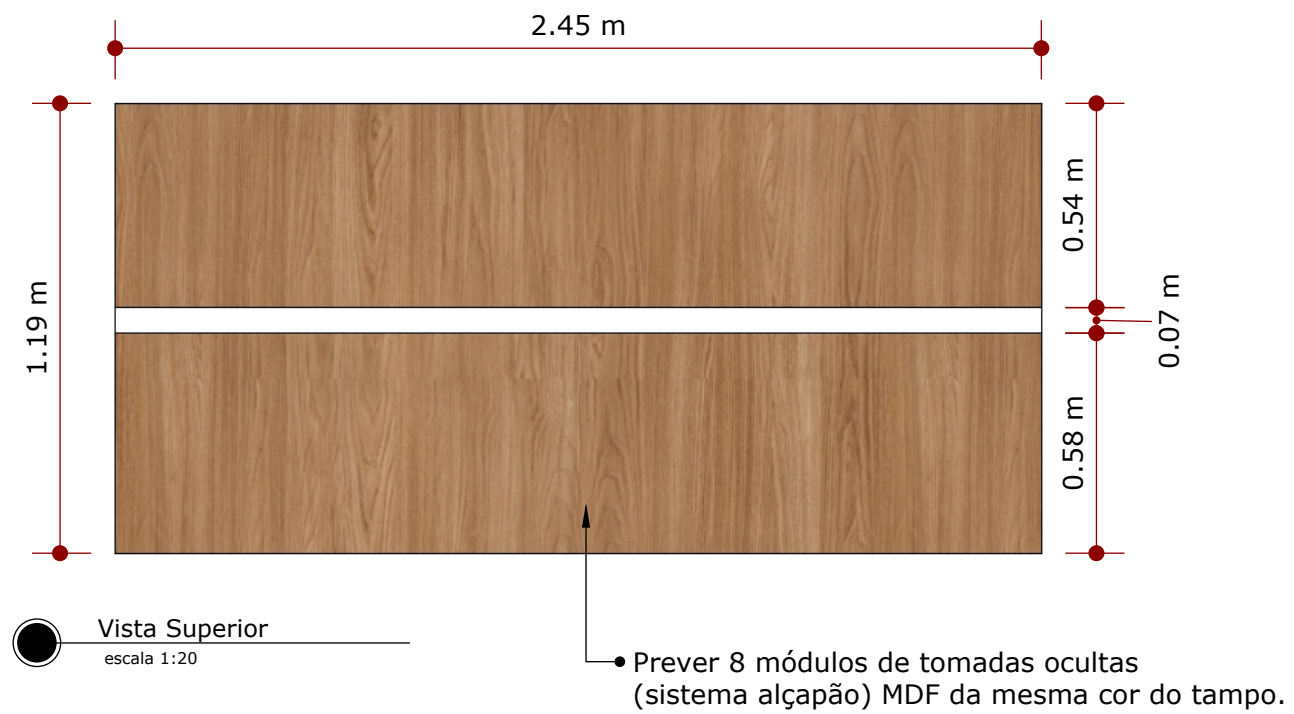 2.45 m
1.19 m
0.54 m
0.07 m
0.58 m
Vista Superior
escala 1:20
Prever 8 módulos de tomadas ocultas
(sistema alçapão) MDF da mesma cor do tampo.